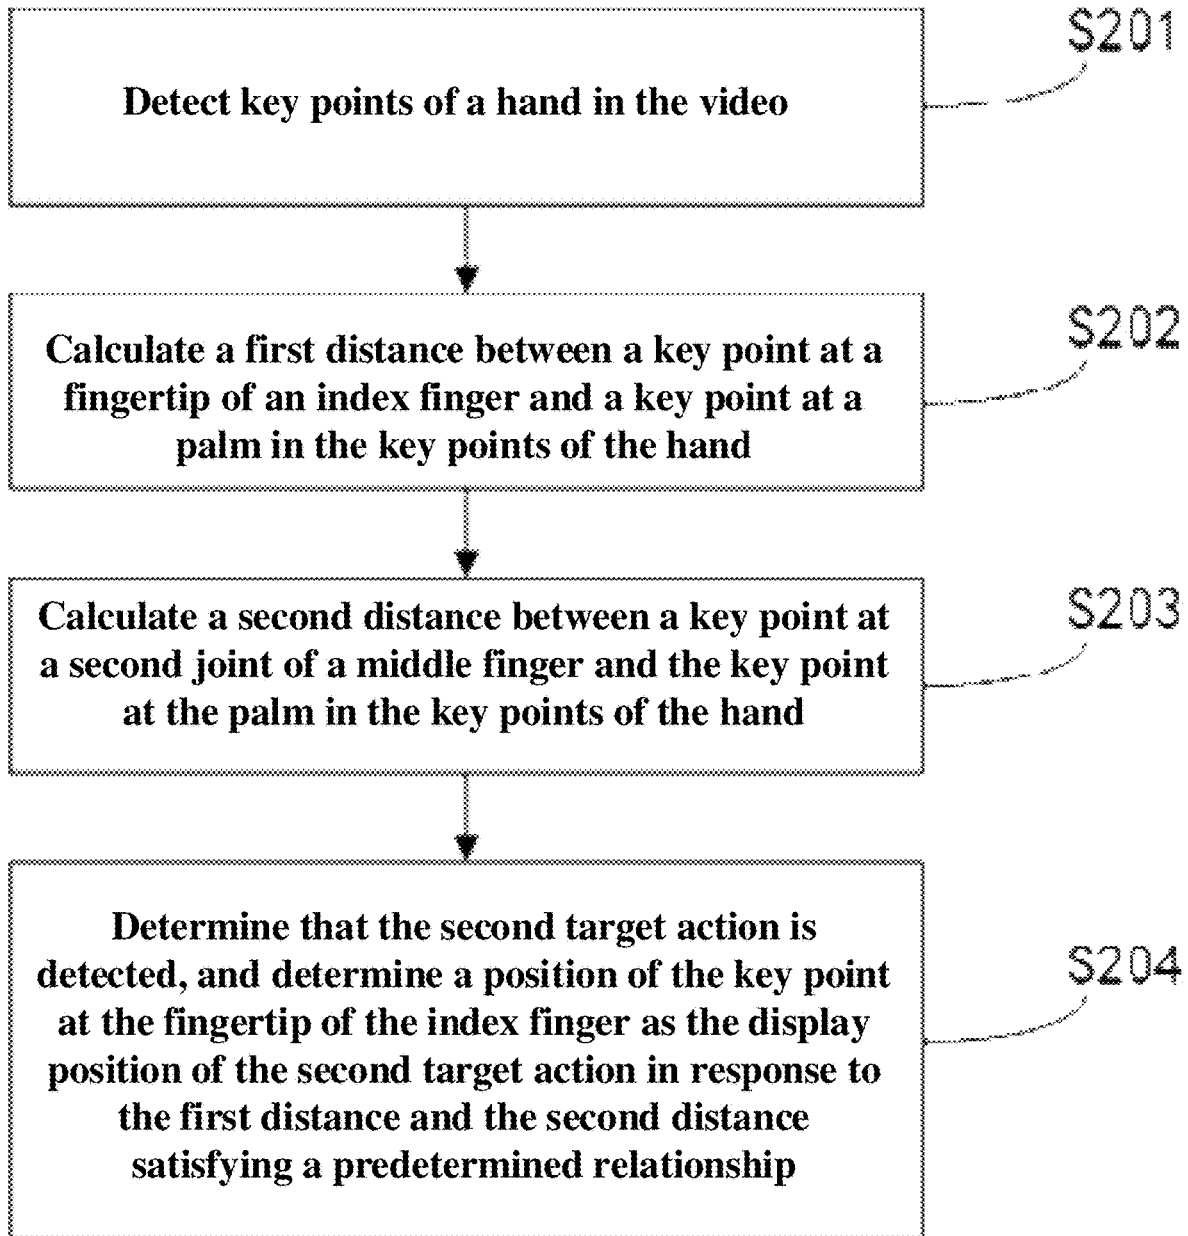 S201
Detect key points of a hand in the video
S202
Calculate a first distance between a key point at a
fingertip of an index finger and a key point at a
palm in the key points of the hand
S203
Calculate a second distance between a key point at
a second joint of a middle finger and the key point
at the palm in the key points of the hand
S204
Determine that the second target action is
detected, and determine a position of the key point
at the fingertip of the index finger as the display
position of the second target action in response to
the first distance and the second distance
satisfying a predetermined relationship